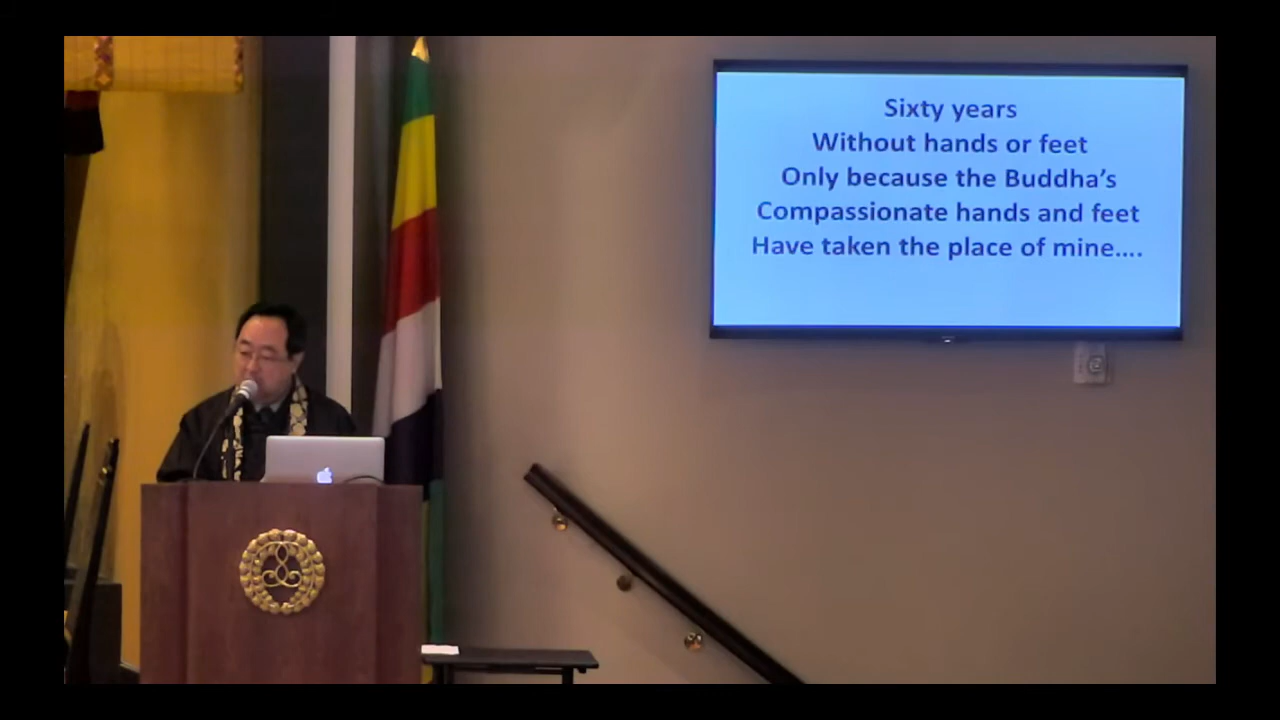 Sixty years
Without hands or feet
Only because the Buddha’s
Compassionate hands and feet
Have taken the place of mine....